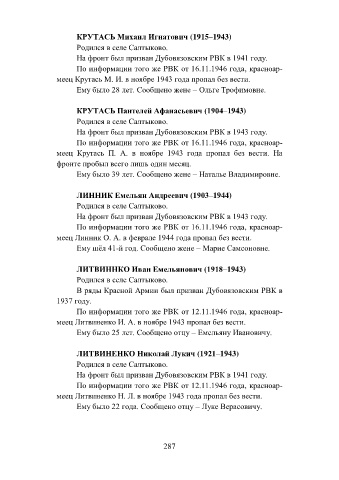 КРУТАСЬ Михаил Игнатович (1915–1943)
Родился в селе Салтыково.
На фронт был призван Дубовязовским РВК в 1941 году.
По информации того же РВК от 16.11.1946 года, красноар-
меец Крутась М. И. в ноябре 1943 года пропал без вести.
Ему было 28 лет. Сообщено жене – Ольге Трофимовне.
КРУТАСЬ Пантелей Афанасьевич (1904–1943)
Родился в селе Салтыково.
На фронт был призван Дубовязовским РВК в 1943 году.
По информации того же РВК от 16.11.1946 года, красноар-
меец Крутась П. А. в ноябре 1943 года пропал без вести. На
фронте пробыл всего лишь один месяц.
Ему было 39 лет. Сообщено жене – Наталье Владимировне.
ЛИННИК Емельян Андреевич (1903–1944)
Родился в селе Салтыково.
На фронт был призван Дубовязовским РВК в 1943 году.
По информации того же РВК от 16.11.1946 года, красноар-
меец Линник О. А. в феврале 1944 года пропал без вести.
Ему шёл 41-й год. Сообщено жене – Марие Самсоновне.
ЛИТВИННКО Иван Емельянович (1918–1943)
Родился в селе Салтыково.
В ряды Красной Армии был призван Дубовязовским РВК в
1937 году.
По информации того же РВК от 12.11.1946 года, красноар-
меец Литвиненко И. А. в ноябре 1943 пропал без вести.
Ему было 25 лет. Сообщено отцу – Емельяну Ивановичу.
ЛИТВИНЕНКО Николай Лукич (1921–1943)
Родился в селе Салтыково.
На фронт был призван Дубовязовским РВК в 1941 году.
По информации того же РВК от 12.11.1946 года, красноар-
меец Литвиненко Н. Л. в ноябре 1943 года пропал без вести.
Ему было 22 года. Сообщено отцу – Луке Верасовичу.
287